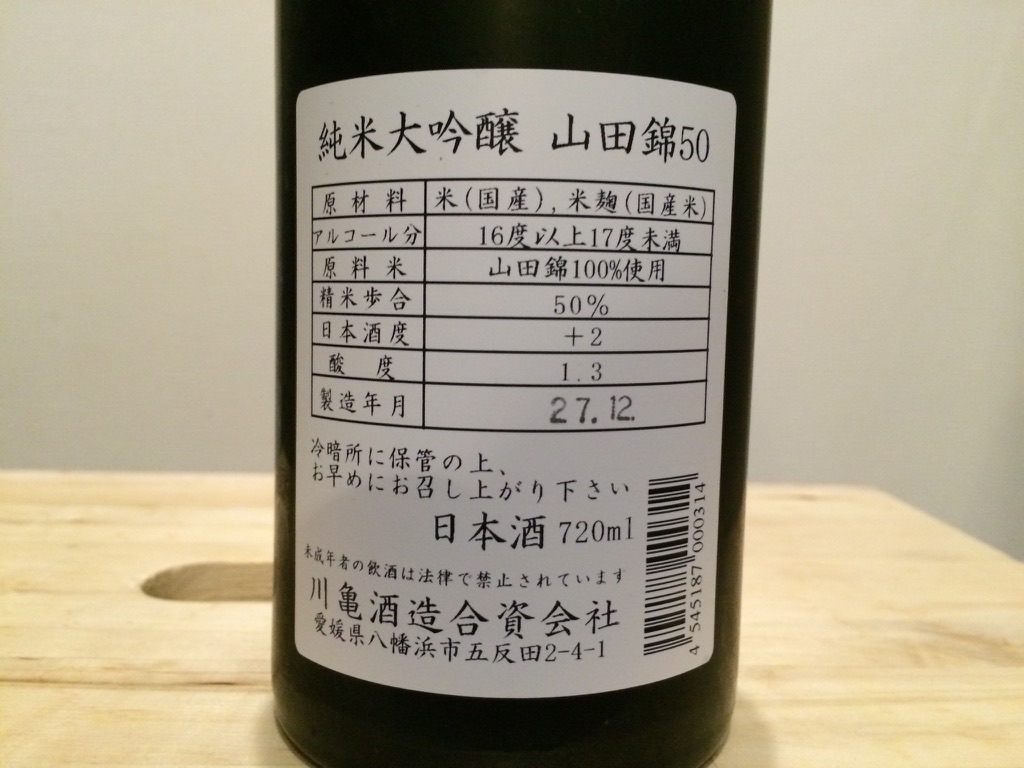 純米大吟醸 山田錦50
原材料 米(国産), 米麹(国産米)
アルコール分 16度以上17度未満
原料米 山田錦100%使用
精米歩合 50%
日本酒度 +2
酸度 1.3
製造年月 27.12.
冷暗所に保管の上、
お早めにお召し上がり下さい
日本酒 720ml
未成年者の飲酒は法律で禁止されています
川亀酒造合資会社
愛媛県八幡浜市五反田2-4-1
4 545187 000314